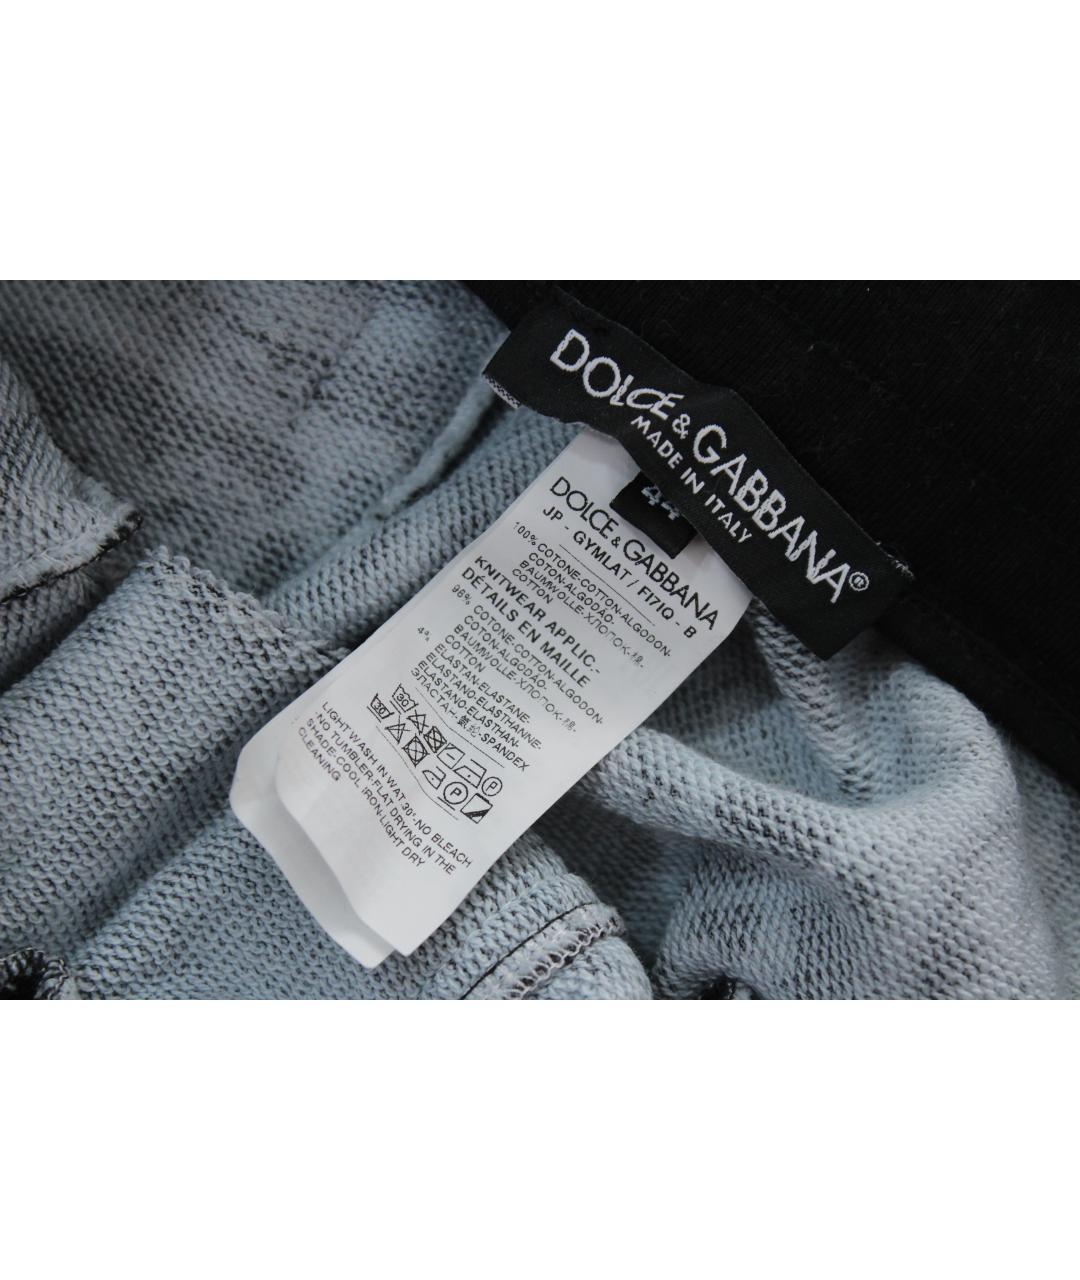 DOLCE & GABBANA®
MADE IN ITALY
44
DOLCE & GABBANA
JP - GYMLAT / FI7IQ - B
100% COTONE-COTTON-ALGODON-
COTON-ALGODÃO-
BAUMWOLLE-ХЛОПОК-棉-
COTTON
KNITWEAR APPLIC.-
DÉTAILS EN MAILLE
96% COTONE-COTTON-ALGODON-
COTON-ALGODÃO-
BAUMWOLLE-ХЛОПОК-棉-
COTTON
4% ELASTAN-ELASTANE-
ELASTANO-ELASTHANNE-
ELASTANO-ELASTHAN-
ЭЛАСТАН-氨纶-SPANDEX
30° P
30° P
LIGHT WASH IN WAT.30°-NO BLEACH
-NO TUMBLER-FLAT DRYING IN THE
SHADE-COOL IRON-LIGHT DRY
CLEANING